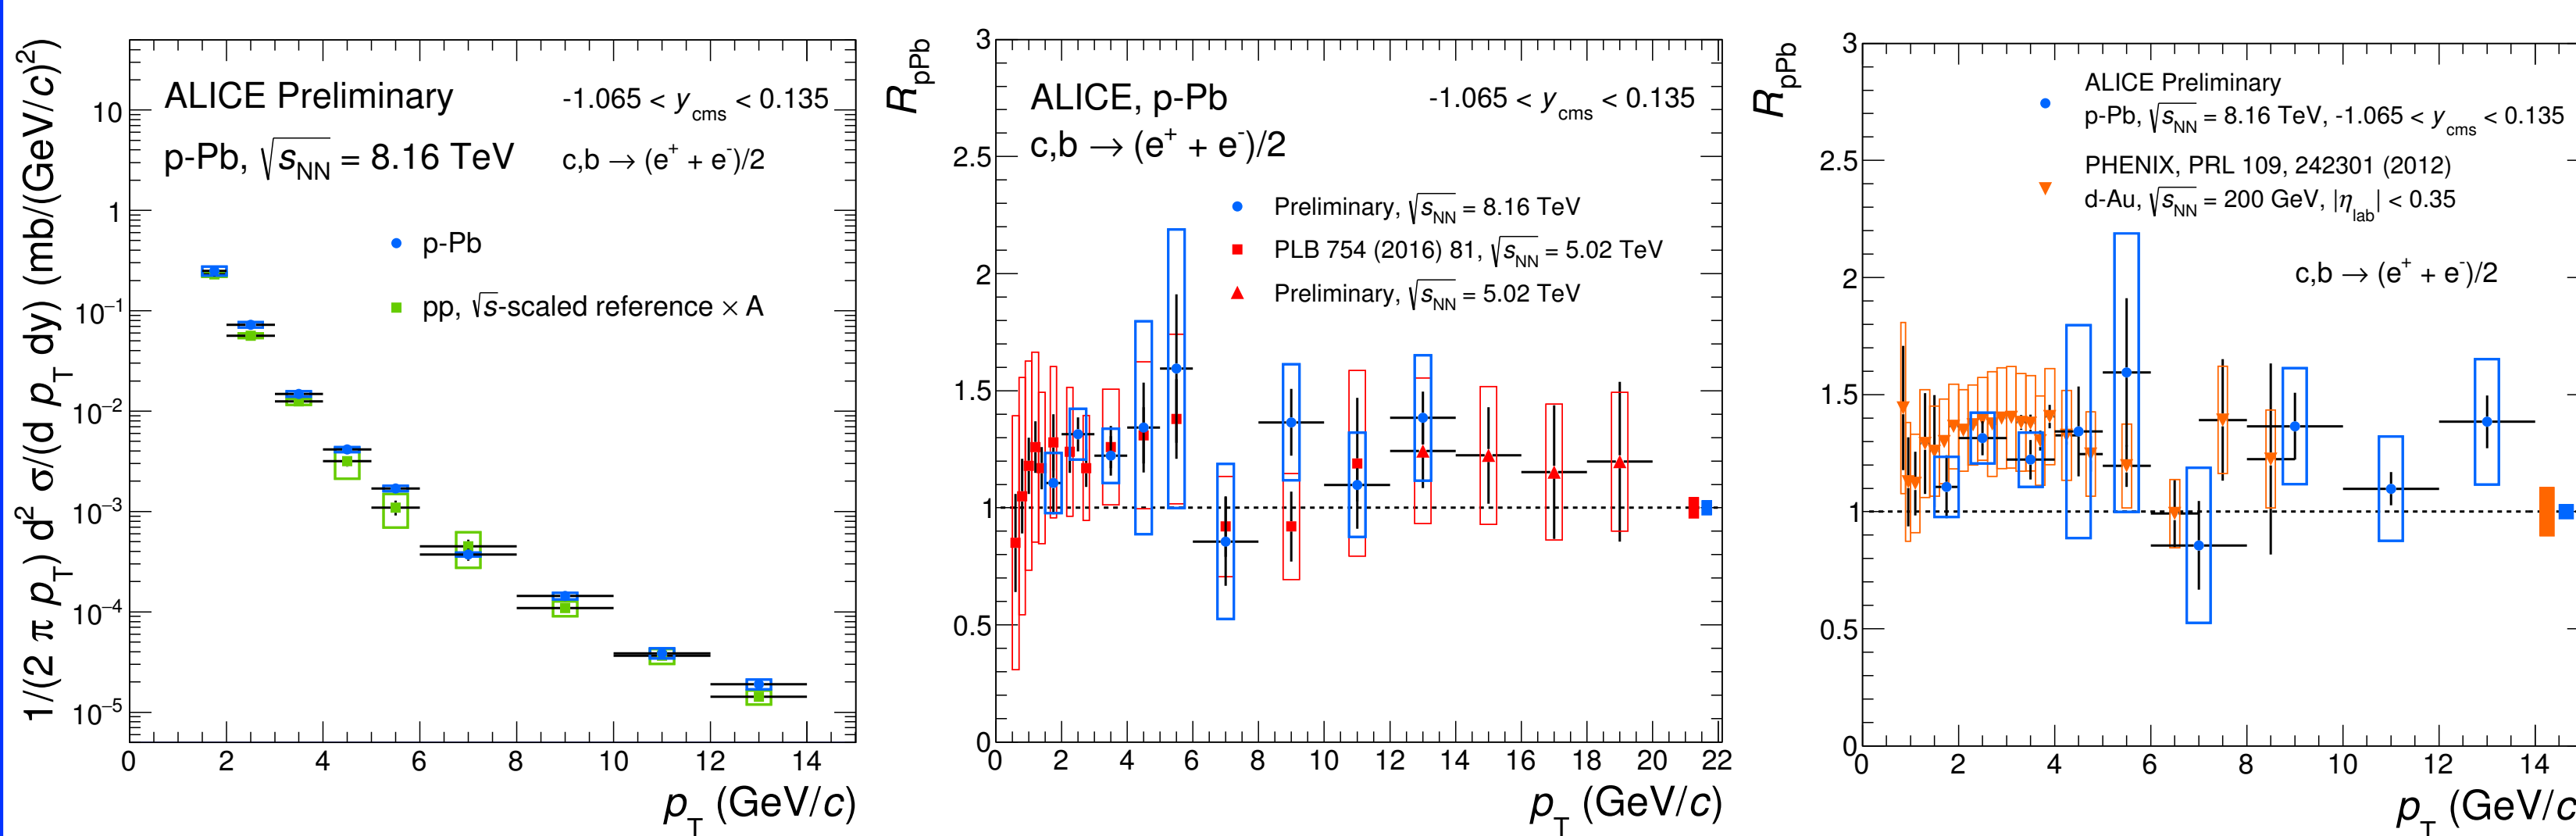 1/(2 π p_T) d² σ/(d p_T dy) (mb/(GeV/c)²)
ALICE Preliminary
-1.065 < y_cms < 0.135
p-Pb, √s_NN = 8.16 TeV
c,b → (e⁺ + e⁻)/2
p-Pb
pp, √s-scaled reference × A
10
1
10⁻¹
10⁻²
10⁻³
10⁻⁴
10⁻⁵
0 2 4 6 8 10 12 14
p_T (GeV/c)
R_pPb
ALICE, p-Pb
-1.065 < y_cms < 0.135
c,b → (e⁺ + e⁻)/2
Preliminary, √s_NN = 8.16 TeV
PLB 754 (2016) 81, √s_NN = 5.02 TeV
Preliminary, √s_NN = 5.02 TeV
3
2.5
2
1.5
1
0.5
0
0 2 4 6 8 10 12 14 16 18 20 22
p_T (GeV/c)
R_pPb
ALICE Preliminary
p-Pb, √s_NN = 8.16 TeV, -1.065 < y_cms < 0.135
PHENIX, PRL 109, 242301 (2012)
d-Au, √s_NN = 200 GeV, |η_lab| < 0.35
c,b → (e⁺ + e⁻)/2
3
2.5
2
1.5
1
0.5
0
0 2 4 6 8 10 12 14
p_T (GeV/c